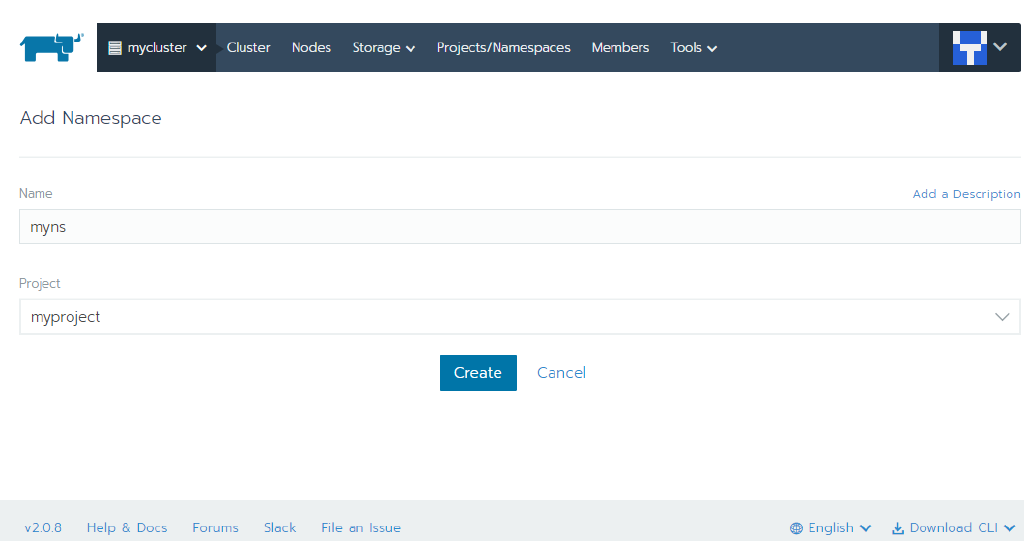 mycluster Cluster Nodes Storage Projects/Namespaces Members Tools
Add Namespace
Name Add a Description
myns
Project
myproject
Create Cancel
v2.0.8 Help & Docs Forums Slack File an Issue English Download CLI